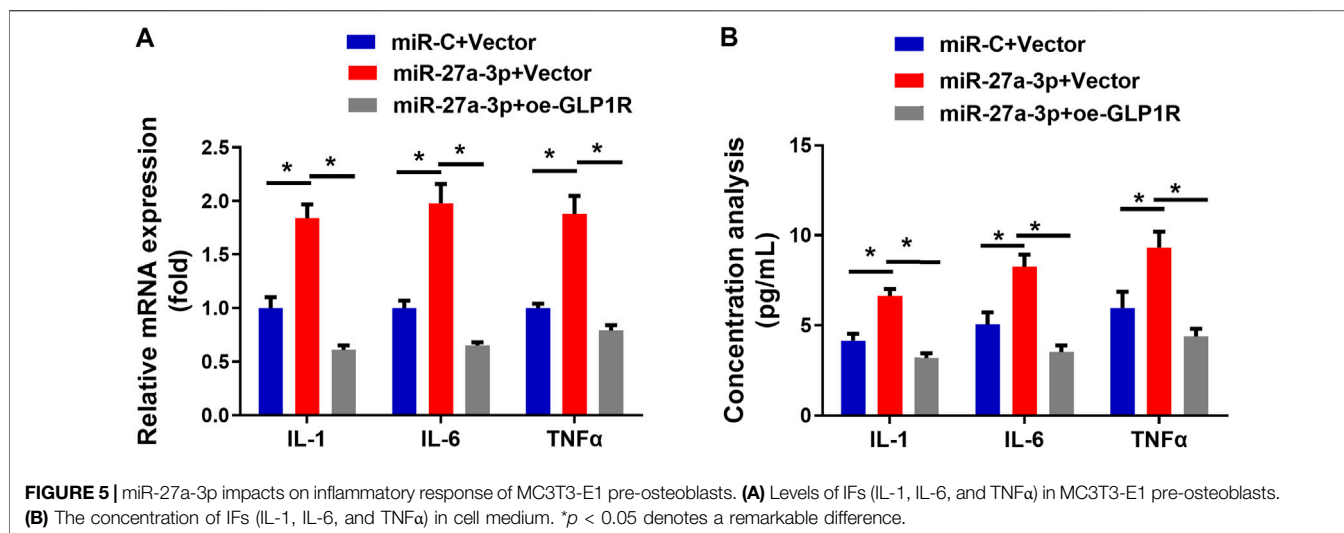 A
miR-C+Vector
miR-27a-3p+Vector
miR-27a-3p+oe-GLP1R
Relative mRNA expression
(fold)
2.5
2.0
1.5
1.0
0.5
0.0
* * * * * *
IL-1 IL-6 TNFα
B
miR-C+Vector
miR-27a-3p+Vector
miR-27a-3p+oe-GLP1R
Concentration analysis
(pg/mL)
15
10
5
0
* * * * * *
IL-1 IL-6 TNFα
FIGURE 5 | miR-27a-3p impacts on inflammatory response of MC3T3-E1 pre-osteoblasts. (A) Levels of IFs (IL-1, IL-6, and TNFα) in MC3T3-E1 pre-osteoblasts.
(B) The concentration of IFs (IL-1, IL-6, and TNFα) in cell medium. *p < 0.05 denotes a remarkable difference.